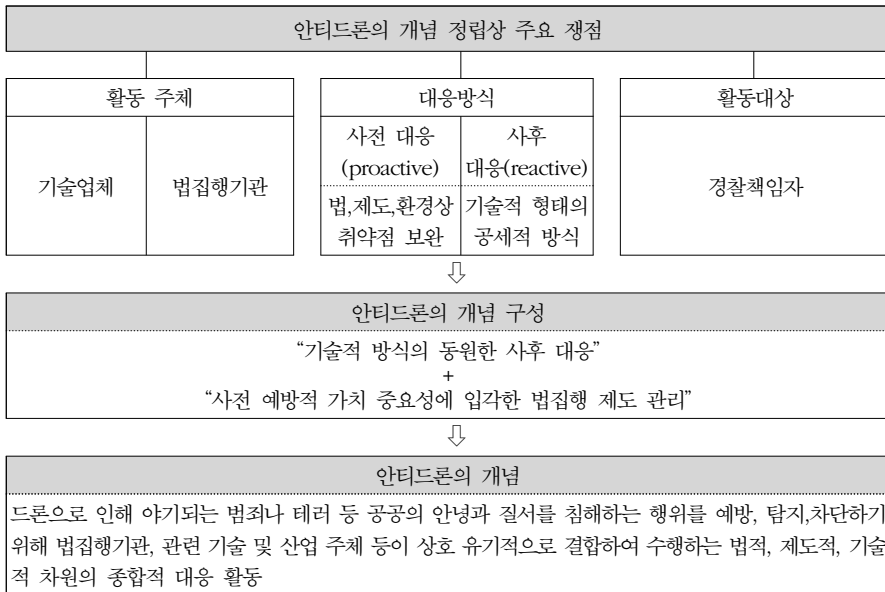 안티드론의 개념 정립상 주요 쟁점
활동 주체
대응방식
활동대상
기술업체
법집행기관
사전 대응
(proactive)
법,제도,환경상
취약점 보완
사후
대응(reactive)
기술적 형태의
공세적 방식
경찰책임자
⇩
안티드론의 개념 구성
“기술적 방식의 동원한 사후 대응”
+
“사전 예방적 가치 중요성에 입각한 법집행 제도 관리”
⇩
안티드론의 개념
드론으로 인해 야기되는 범죄나 테러 등 공공의 안녕과 질서를 침해하는 행위를 예방, 탐지,차단하기
위해 법집행기관, 관련 기술 및 산업 주체 등이 상호 유기적으로 결합하여 수행하는 법적, 제도적, 기술
적 차원의 종합적 대응 활동